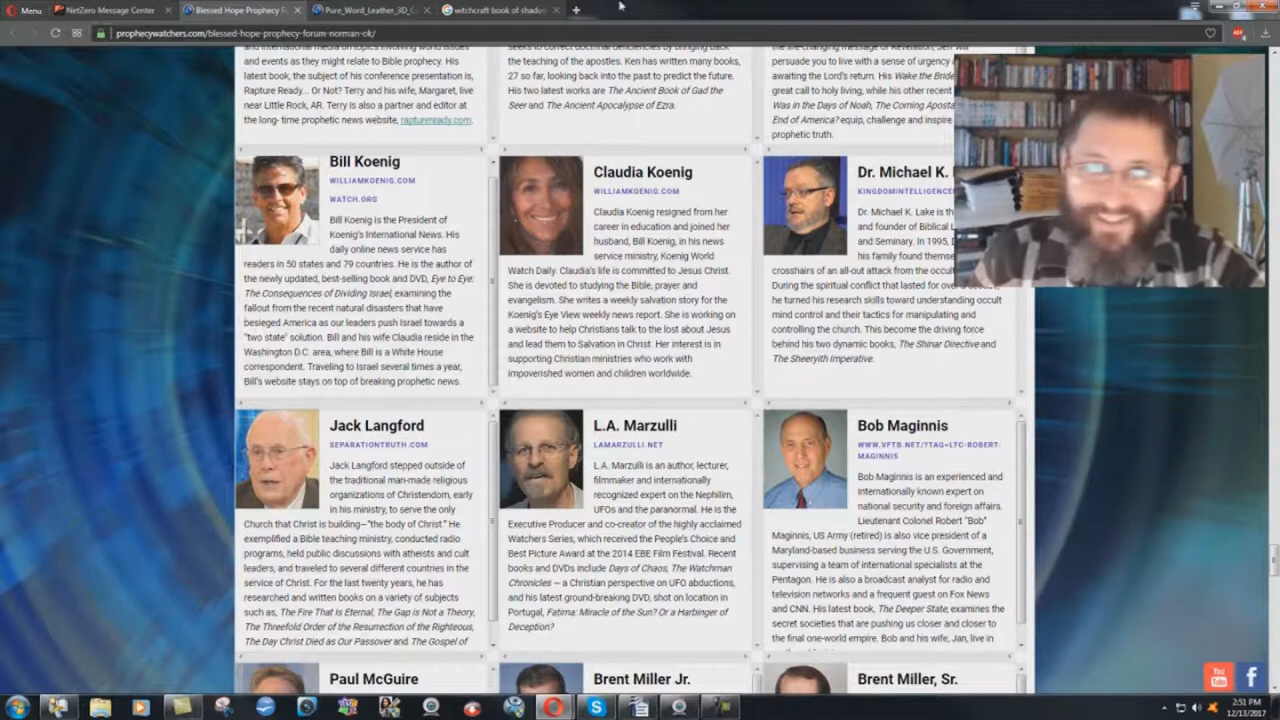 Menu
NetZero Message Center
Blessed Hope Prophecy F
Pure_Word_Leather_3D_C
witchcraft book of shado
prophecywatchers.com/blessed-hope-prophecy-forum-norman-ok/
and international media on topics involving world issues
and events as they might relate to Bible prophecy. His
latest book, the subject of his conference presentation, is
Rapture Ready... Or Not? Terry and his wife, Margaret, live
near Little Rock, AR. Terry is also a partner and editor at
the long- time prophetic news website, raptureready.com.
seeks to correct doctrinal deficiencies by bringing back
the teaching of the apostles. Ken has written many books,
27 so far, looking back into the past to predict the future.
His two latest works are The Ancient Book of Gad the
Seer and The Ancient Apocalypse of Ezra.
the life-changing message of Revelation, Jeff will
persuade you to live with a sense of urgency
awaiting the Lord's return. His Wake the Bride
great call to holy living, while his other recent
Was in the Days of Noah, The Coming Aposta
End of America? equip, challenge and inspire
prophetic truth.
Bill Koenig
WILLIAMKOENIG.COM
WATCH.ORG
Bill Koenig is the President of
Koenig's International News. His
daily online news service has
readers in 50 states and 79 countries. He is the author of
the newly updated, best-selling book and DVD, Eye to Eye:
The Consequences of Dividing Israel, examining the
fallout from the recent natural disasters that have
besieged America as our leaders push Israel towards a
"two state" solution. Bill and his wife Claudia reside in the
Washington D.C. area, where Bill is a White House
correspondent. Traveling to Israel several times a year,
Bill's website stays on top of breaking prophetic news.
Claudia Koenig
WILLIAMKOENIG.COM
Claudia Koenig resigned from her
career in education and joined her
husband, Bill Koenig, in his news
service ministry, Koenig World
Watch Daily. Claudia's life is committed to Jesus Christ.
She is devoted to studying the Bible, prayer and
evangelism. She writes a weekly salvation story for the
Koenig's Eye View weekly news report. She is working on
a website to help Christians talk to the lost about Jesus
and lead them to Salvation in Christ. Her interest is in
supporting Christian ministries who work with
impoverished women and children worldwide.
Dr. Michael K.
KINGDOMINTELLIGENCE
Dr. Michael K. Lake is the
and founder of Biblical L
and Seminary. In 1995, D
his family found themse
crosshairs of an all-out attack from the occult
During the spiritual conflict that lasted for over
he turned his research skills toward understanding occult
mind control and their tactics for manipulating and
controlling the church. This become the driving force
behind his two dynamic books, The Shinar Directive and
The Sheeryith Imperative.
Jack Langford
SEPARATIONTRUTH.COM
Jack Langford stepped outside of
the traditional man-made religious
organizations of Christendom, early
in his ministry, to serve the only
Church that Christ is building—"the body of Christ." He
exemplified a Bible teaching ministry, conducted radio
programs, held public discussions with atheists and cult
leaders, and traveled to several different countries in the
service of Christ. For the last twenty years, he has
researched and written books on a variety of subjects
such as, The Fire That Is Eternal, The Gap is Not a Theory,
The Threefold Order of the Resurrection of the Righteous,
The Day Christ Died as Our Passover and The Gospel of
L.A. Marzulli
LAMARZULLI.NET
L.A. Marzulli is an author, lecturer,
filmmaker and internationally
recognized expert on the Nephilim,
UFOs and the paranormal. He is the
Executive Producer and co-creator of the highly acclaimed
Watchers Series, which received the People's Choice and
Best Picture Award at the 2014 EBE Film Festival. Recent
books and DVDs include Days of Chaos, The Watchman
Chronicles — a Christian perspective on UFO abductions,
and his latest ground-breaking DVD, shot on location in
Portugal, Fatima: Miracle of the Sun? Or a Harbinger of
Deception?
Bob Maginnis
WWW.VFTB.NET/?TAG=LTC-ROBERT-
MAGINNIS
Bob Maginnis is an experienced and
internationally known expert on
national security and foreign affairs.
Lieutenant Colonel Robert "Bob"
Maginnis, US Army (retired) is also vice president of a
Maryland-based business serving the U.S. Government,
supervising a team of international specialists at the
Pentagon. He is also a broadcast analyst for radio and
television networks and a frequent guest on Fox News
and CNN. His latest book, The Deeper State, examines the
secret societies that are pushing us closer and closer to
the final one-world empire. Bob and his wife, Jan, live in
Paul McGuire
Brent Miller Jr.
Brent Miller, Sr.
You
Tube
2:51 PM
12/13/2017